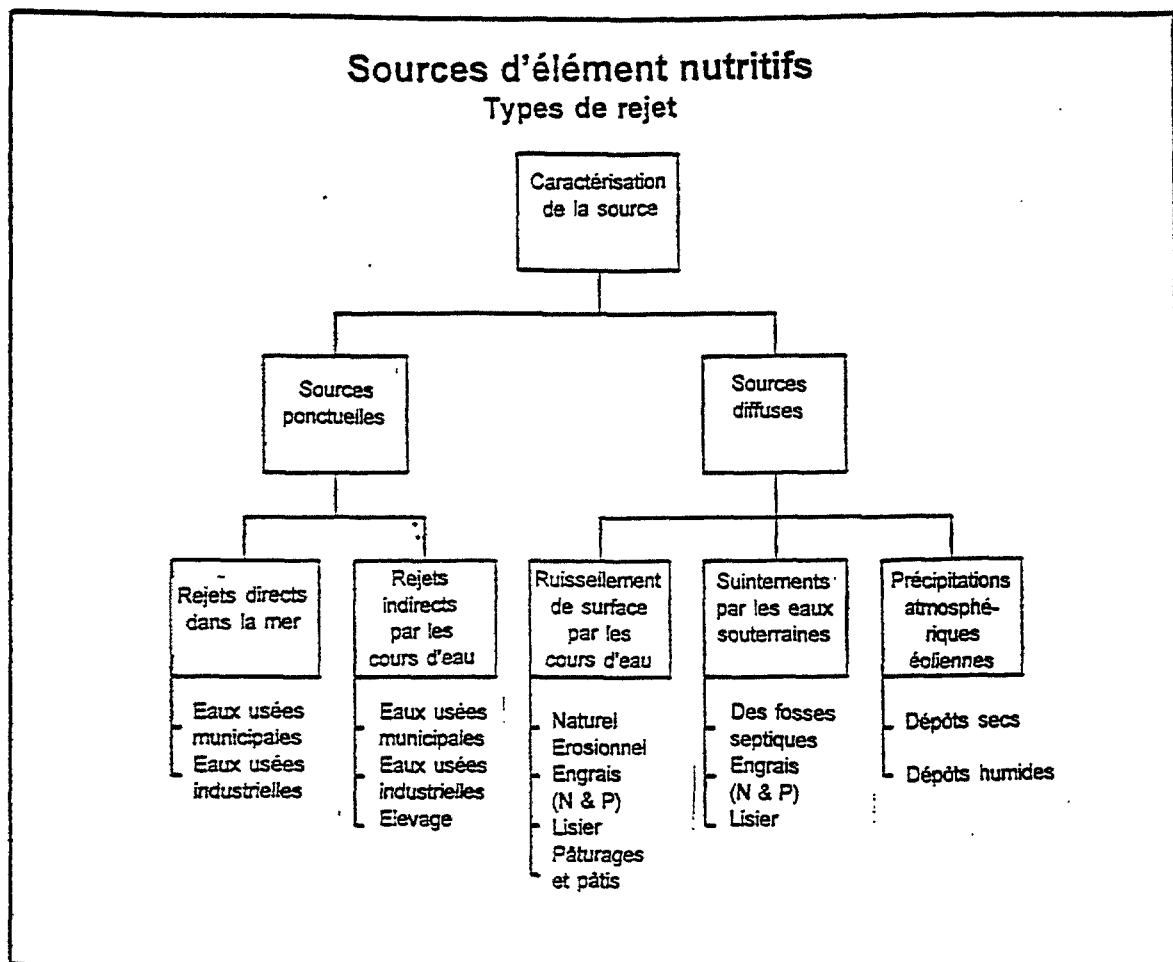 Sources d'élément nutritifs
Types de rejet
Caractérisation
de la source
Sources
ponctuelles
Sources
diffuses
Rejets directs
dans la mer
Rejets
indirects
par les
cours d'eau
Ruissellement
de surface
par les
cours d'eau
Suintements
par les eaux
souterraines
Précipitations
atmosphé-
riques
éoliennes
Eaux usées
municipales
Eaux usées
industrielles
Eaux usées
municipales
Eaux usées
industrielles
Elevage
Naturel
Erosionnel
Engrais
(N & P)
Lisier
Pâturages
et pâtis
Des fosses
septiques
Engrais
(N & P)
Lisier
Dépôts secs
Dépôts humides